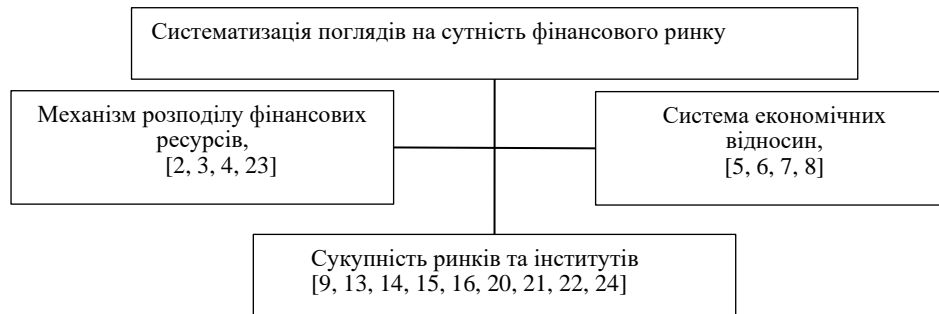 Систематизація поглядів на сутність фінансового ринку
Механізм розподілу фінансових
ресурсів,
[2, 3, 4, 23]
Система економічних
відносин,
[5, 6, 7, 8]
Сукупність ринків та інститутів
[9, 13, 14, 15, 16, 20, 21, 22, 24]